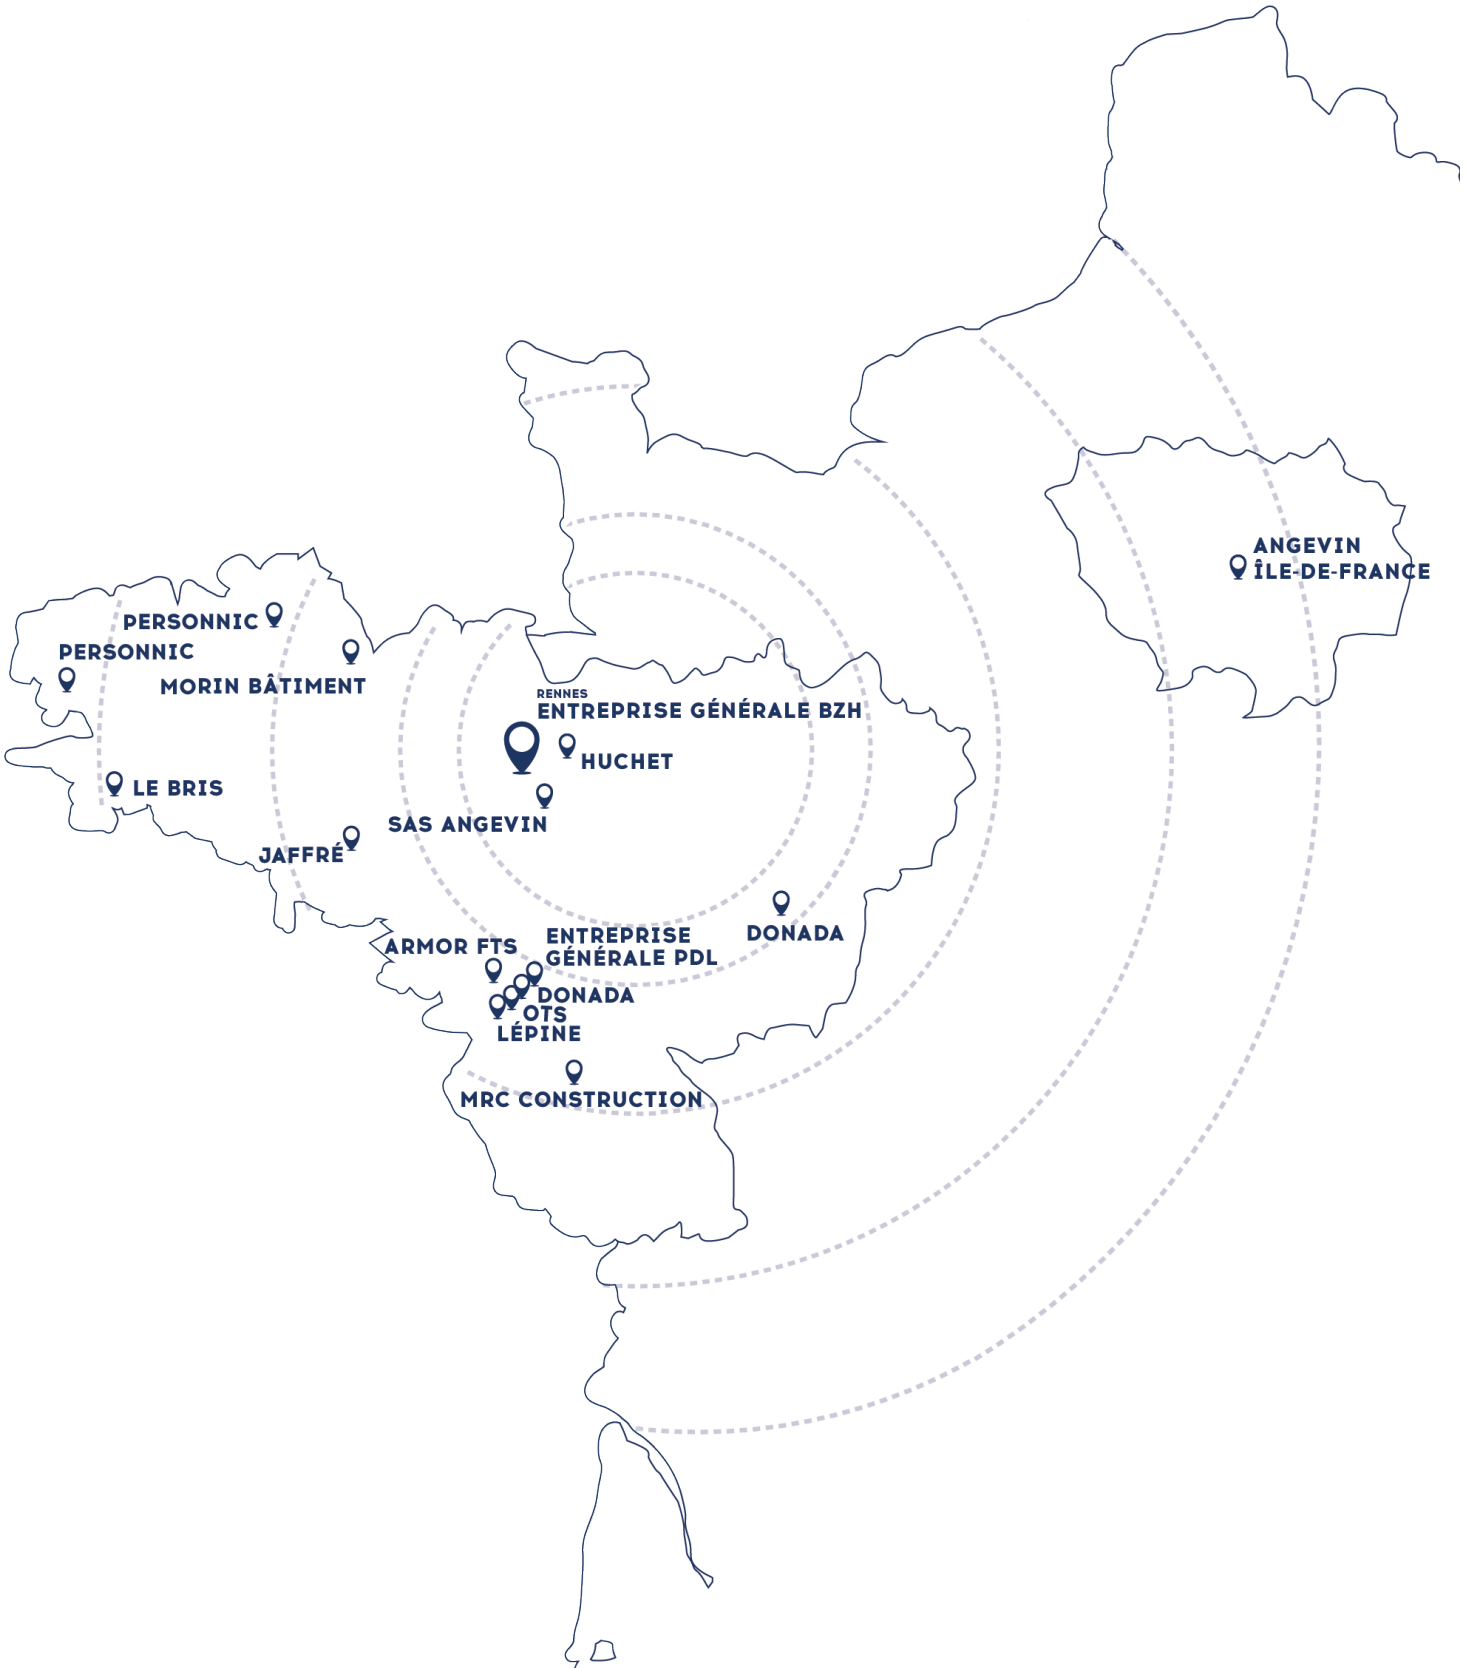 ANGEVIN
ÎLE-DE-FRANCE
PERSONNIC
PERSONNIC
MORIN BÂTIMENT
RENNES
ENTREPRISE GÉNÉRALE BZH
HUCHET
LE BRIS
SAS ANGEVIN
JAFFRÉ
DONADA
ARMOR FTS
ENTREPRISE
GÉNÉRALE PDL
DONADA
OTS
LÉPINE
MRC CONSTRUCTION